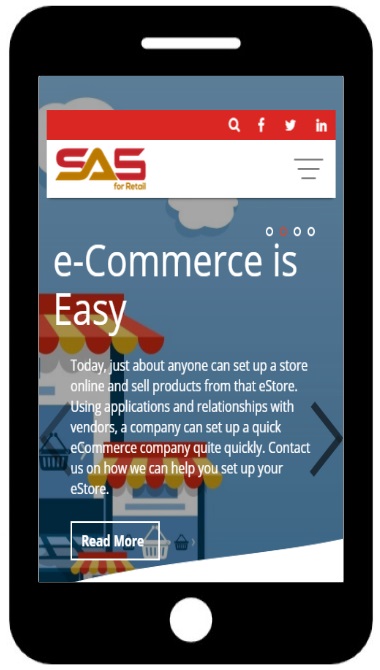 SAS
for Retail
e-Commerce is
Easy
Today, just about anyone can set up a store
online and sell products from that eStore.
Using applications and relationships with
vendors, a company can set up a quick
eCommerce company quite quickly. Contact
us on how we can help you set up your
eStore.
Read More